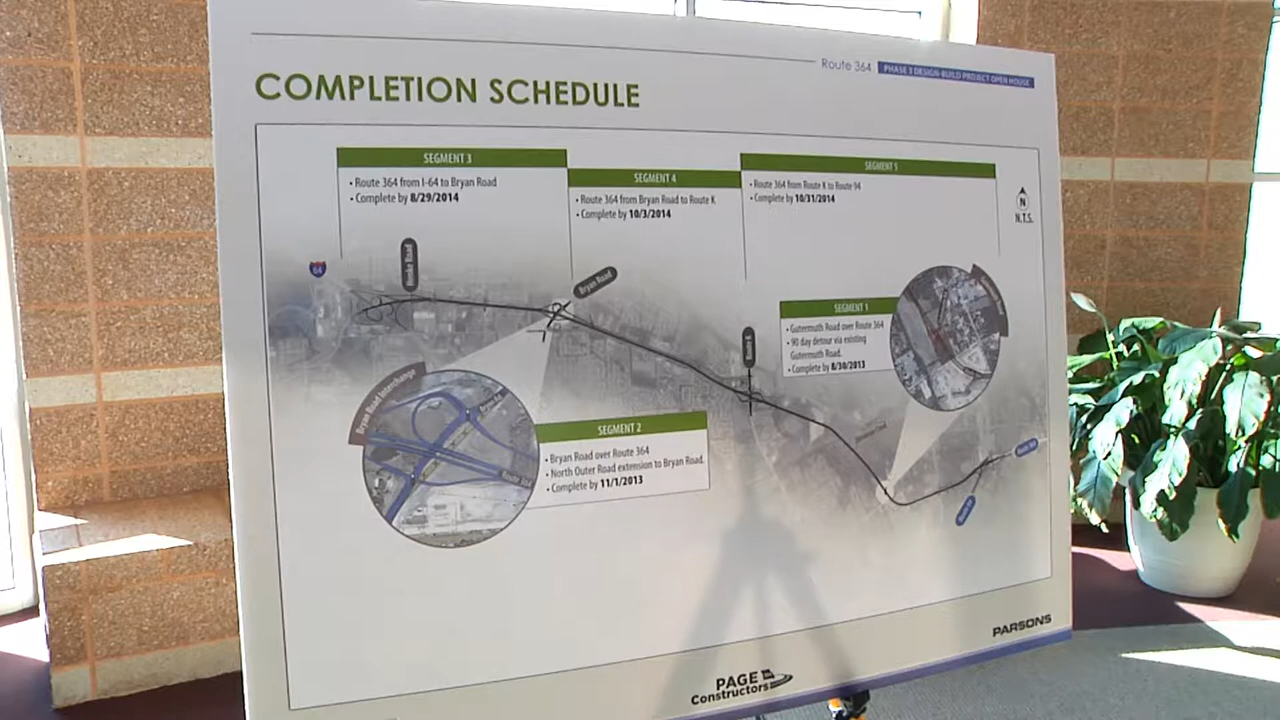 Route 364 PHASE 3 DESIGN-BUILD PROJECT OPEN HOUSE
COMPLETION SCHEDULE
SEGMENT 3
• Route 364 from I-64 to Bryan Road
• Complete by 8/29/2014
SEGMENT 4
• Route 364 from Bryan Road to Route K
• Complete by 10/3/2014
SEGMENT 5
• Route 364 from Route K to Route 94
• Complete by 10/31/2014
N
N.T.S.
64
Bryan Road
Route K
SEGMENT 1
• Gutermuth Road over Route 364
• 90 day detour via existing
Gutermuth Road.
• Complete by 8/30/2013
Bryan Road Interchange
Bryan Rd
Route 364
SEGMENT 2
• Bryan Road over Route 364
• North Outer Road extension to Bryan Road.
• Complete by 11/1/2013
PARSONS
PAGE
Constructors